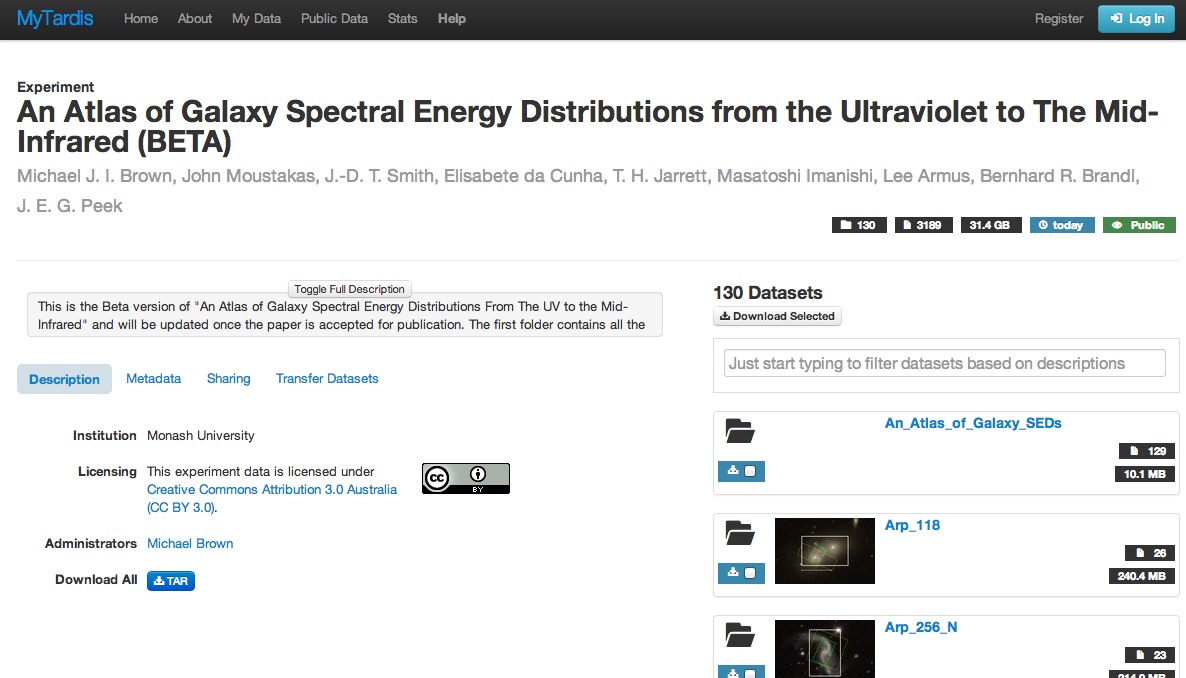 MyTardis Home About My Data Public Data Stats Help Register Log In
Experiment
An Atlas of Galaxy Spectral Energy Distributions from the Ultraviolet to The Mid-
Infrared (BETA)
Michael J. I. Brown, John Moustakas, J.-D. T. Smith, Elisabete da Cunha, T. H. Jarrett, Masatoshi Imanishi, Lee Armus, Bernhard R. Brandl,
J. E. G. Peek
130 3189 31.4 GB today Public
Toggle Full Description
This is the Beta version of "An Atlas of Galaxy Spectral Energy Distributions From The UV to the Mid-
Infrared" and will be updated once the paper is accepted for publication. The first folder contains all the
Description Metadata Sharing Transfer Datasets
Institution Monash University
Licensing This experiment data is licensed under
Creative Commons Attribution 3.0 Australia
(CC BY 3.0).
cc
BY
Administrators Michael Brown
Download All TAR
130 Datasets
Download Selected
Just start typing to filter datasets based on descriptions
An_Atlas_of_Galaxy_SEDs
129
10.1 MB
Arp_118
26
240.4 MB
Arp_256_N
23
214.9 MB